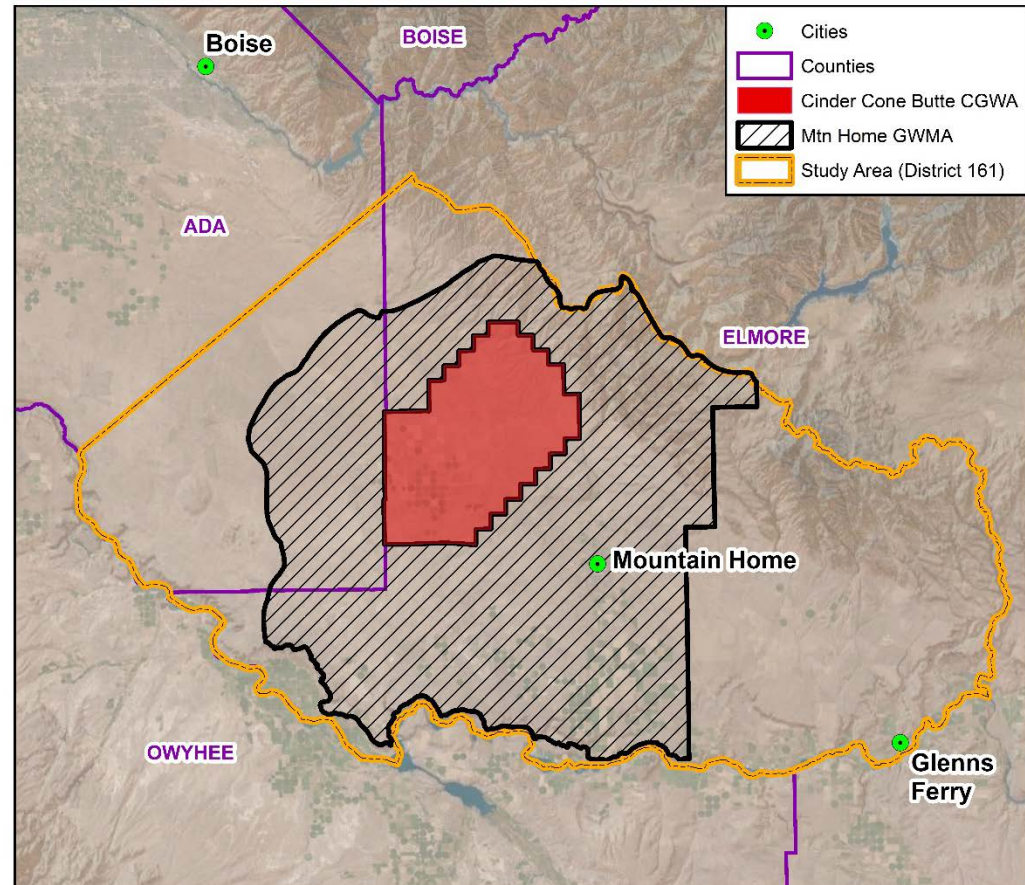 Boise
BOISE
Cities
Counties
Cinder Cone Butte CGWA
Mtn Home GWMA
Study Area (District 161)
ADA
ELMORE
Mountain Home
OWYHEE
Glenns
Ferry